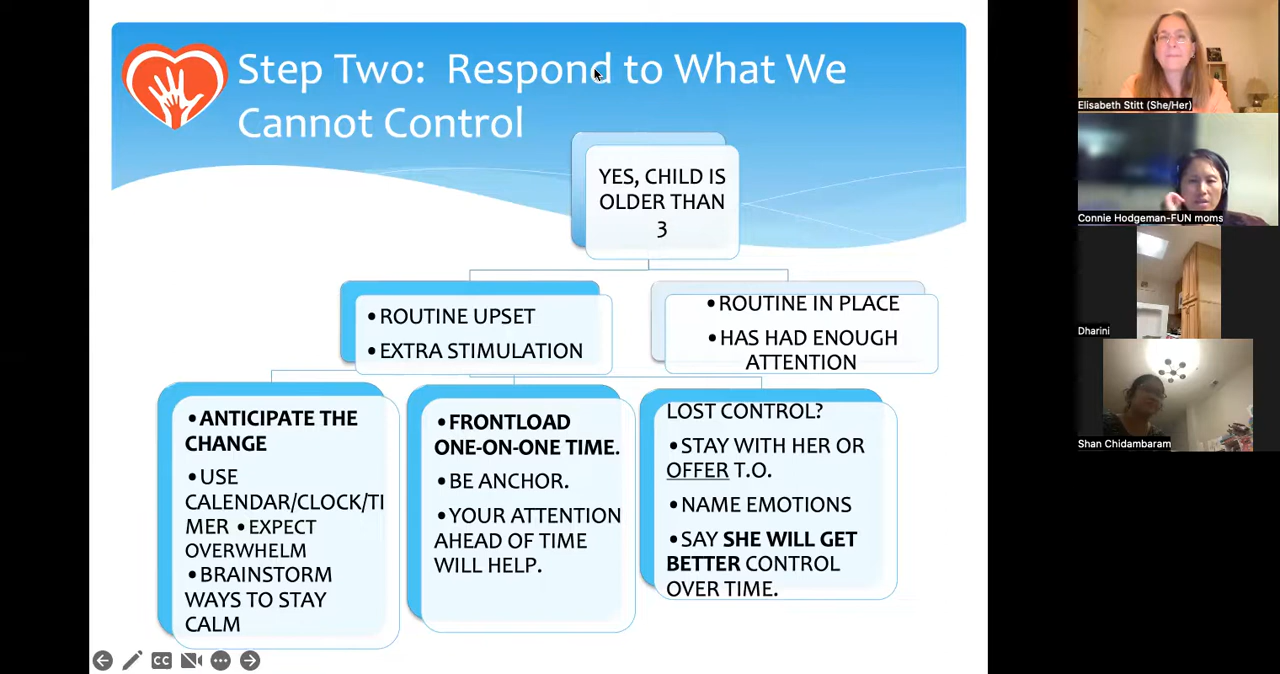 Step Two: Respond to What We
Cannot Control
YES, CHILD IS
OLDER THAN
3
•ROUTINE UPSET
•EXTRA STIMULATION
•ROUTINE IN PLACE
•HAS HAD ENOUGH
ATTENTION
•ANTICIPATE THE
CHANGE
•USE
CALENDAR/CLOCK/TI
MER •EXPECT
OVERWHELM
•BRAINSTORM
WAYS TO STAY
CALM
•FRONTLOAD
ONE-ON-ONE TIME.
•BE ANCHOR.
•YOUR ATTENTION
AHEAD OF TIME
WILL HELP.
LOST CONTROL?
•STAY WITH HER OR
OFFER T.O.
•NAME EMOTIONS
•SAY SHE WILL GET
BETTER CONTROL
OVER TIME.
CC
Elisabeth Stitt (She/Her)
Connie Hodgeman-FUN moms
Dharini
Shan Chidambaram